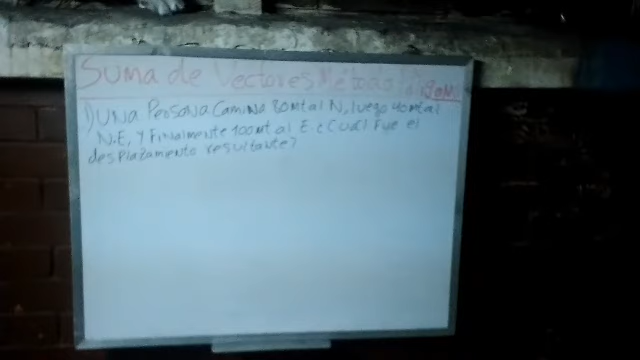 Suma de Vectores Método
1) Una Persona Camina 80mt al N, luego 40mt al
N.E, y Finalmente 100mt al E. ¿Cuál Fue el
desplazamento resultante?